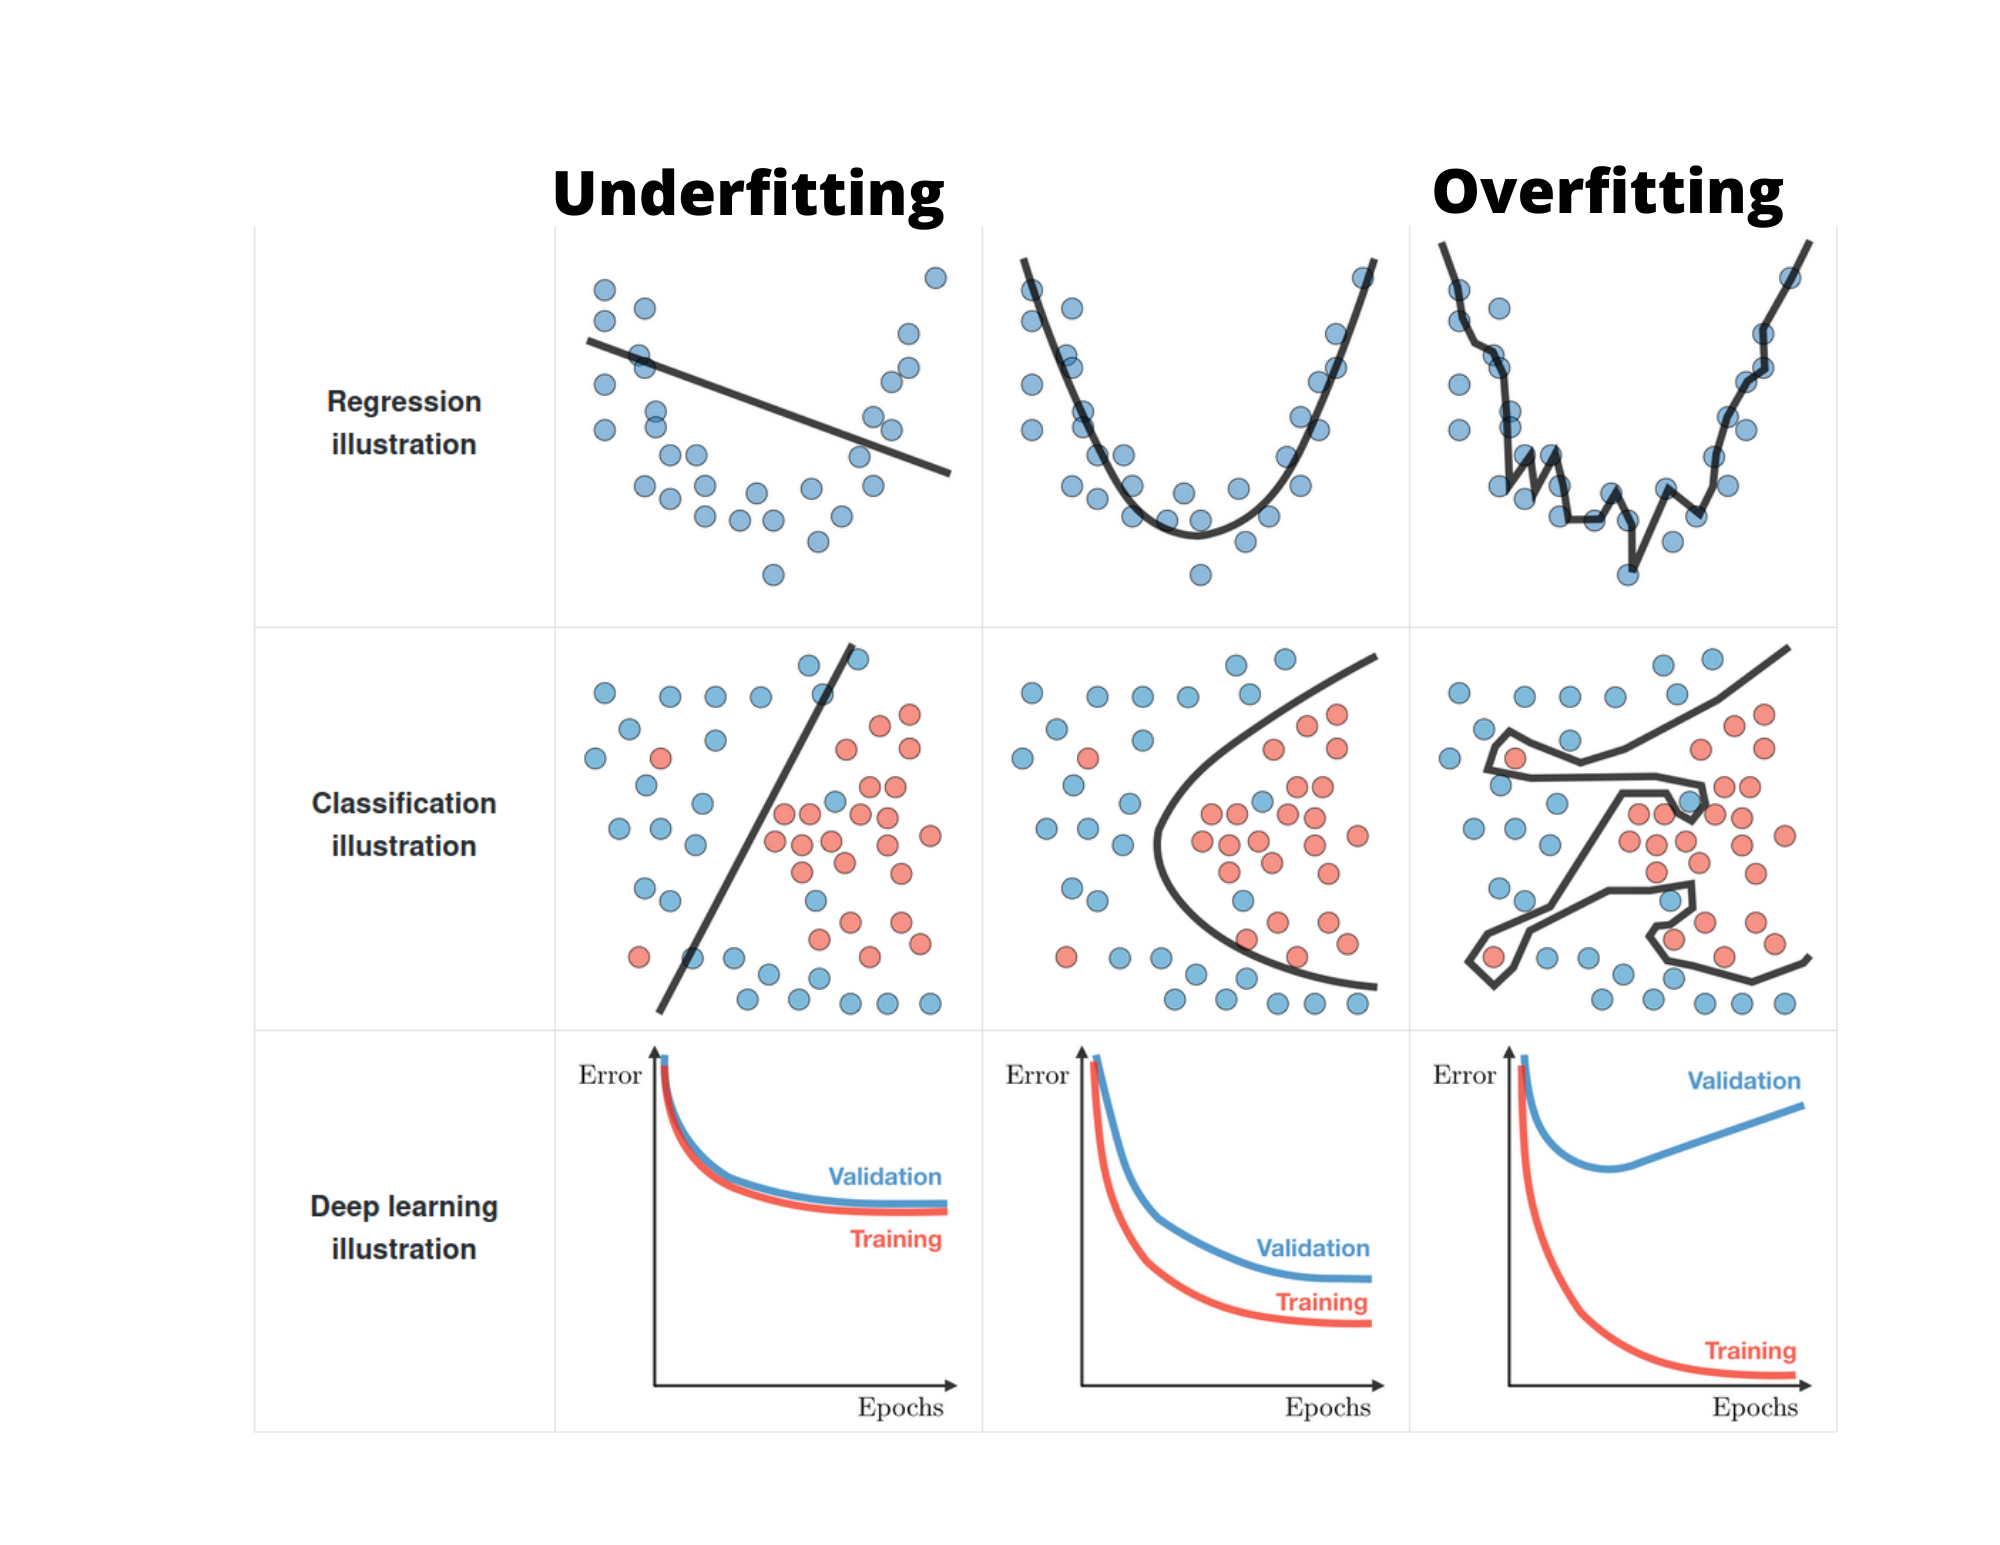 Underfitting
Overfitting
Regression
illustration
Classification
illustration
Deep learning
illustration
Error
Validation
Training
Epochs
Error
Validation
Training
Epochs
Error
Validation
Training
Epochs